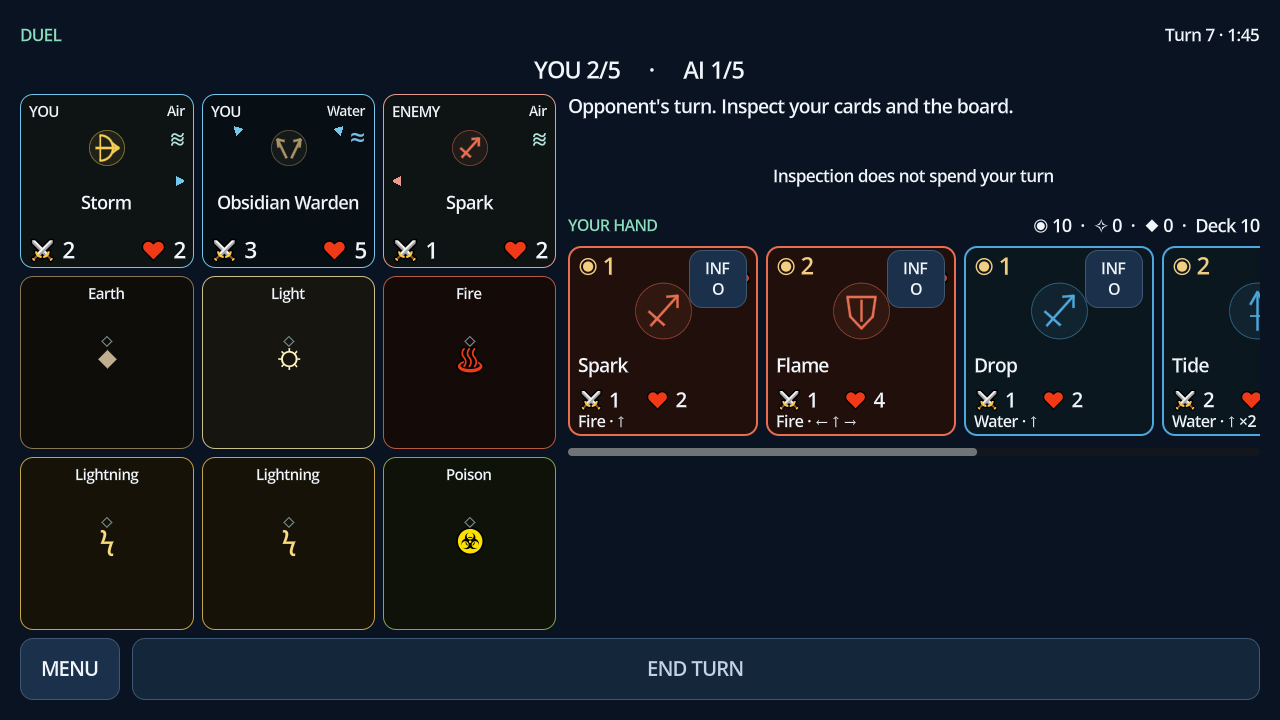 DUEL
Turn 7 · 1:45
YOU 2/5 · AI 1/5
YOU Air
Storm
2 2
YOU Water
Obsidian Warden
3 5
ENEMY Air
Spark
1 2
Opponent's turn. Inspect your cards and the board.
Inspection does not spend your turn
YOUR HAND
◉ 10 · ✧ 0 · ◆ 0 · Deck 10
◉ 1
INF
O
Spark
1 2
Fire · ↑
◉ 2
INF
O
Flame
1 4
Fire · ← ↑ →
◉ 1
INF
O
Drop
1 2
Water · ↑
◉ 2
Tide
2
Water · ↑ ×2
Earth
Light
Fire
Lightning
Lightning
Poison
MENU
END TURN